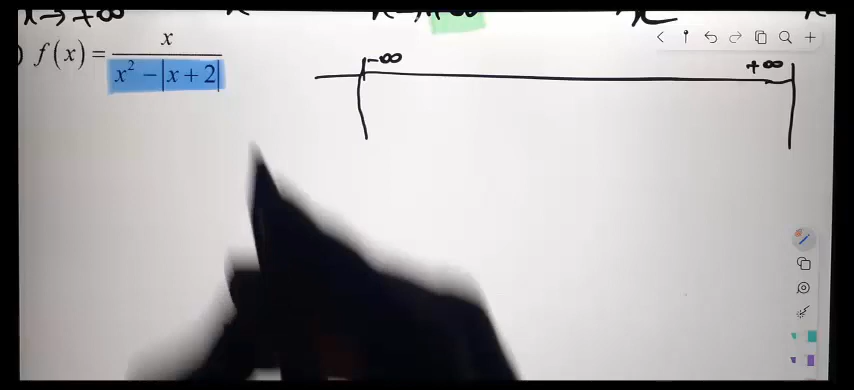 x→+∞
f(x) = x / x² − |x + 2|
−∞ +∞